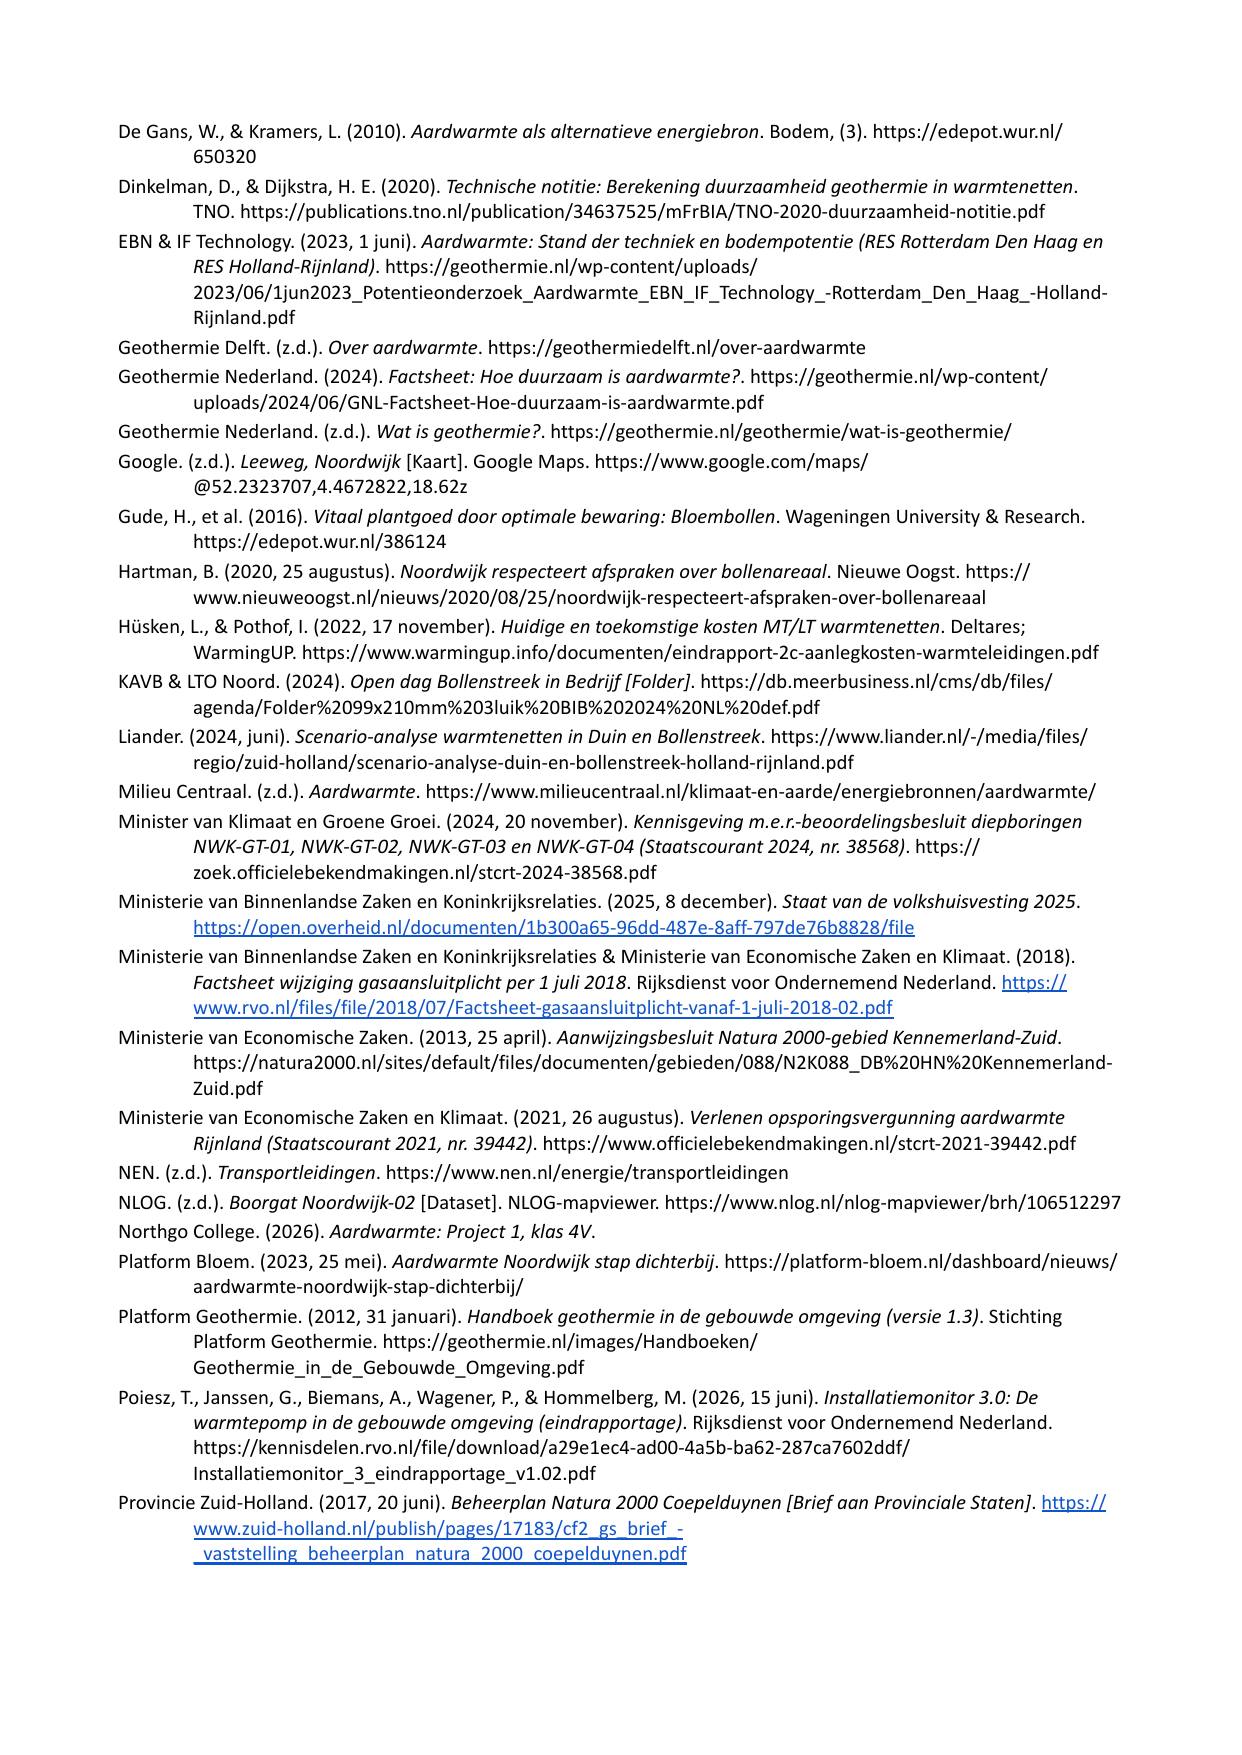 De Gans, W., & Kramers, L. (2010). Aardwarmte als alternatieve energiebron. Bodem, (3). https://edepot.wur.nl/
650320
Dinkelman, D., & Dijkstra, H. E. (2020). Technische notitie: Berekening duurzaamheid geothermie in warmtenetten.
TNO. https://publications.tno.nl/publication/34637525/mFrBIA/TNO-2020-duurzaamheid-notitie.pdf
EBN & IF Technology. (2023, 1 juni). Aardwarmte: Stand der techniek en bodempotentie (RES Rotterdam Den Haag en
RES Holland-Rijnland). https://geothermie.nl/wp-content/uploads/
2023/06/1jun2023_Potentieonderzoek_Aardwarmte_EBN_IF_Technology_-Rotterdam_Den_Haag_-Holland-
Rijnland.pdf
Geothermie Delft. (z.d.). Over aardwarmte. https://geothermiedelft.nl/over-aardwarmte
Geothermie Nederland. (2024). Factsheet: Hoe duurzaam is aardwarmte?. https://geothermie.nl/wp-content/
uploads/2024/06/GNL-Factsheet-Hoe-duurzaam-is-aardwarmte.pdf
Geothermie Nederland. (z.d.). Wat is geothermie?. https://geothermie.nl/geothermie/wat-is-geothermie/
Google. (z.d.). Leeweg, Noordwijk [Kaart]. Google Maps. https://www.google.com/maps/
@52.2323707,4.4672822,18.62z
Gude, H., et al. (2016). Vitaal plantgoed door optimale bewaring: Bloembollen. Wageningen University & Research.
https://edepot.wur.nl/386124
Hartman, B. (2020, 25 augustus). Noordwijk respecteert afspraken over bollenareaal. Nieuwe Oogst. https://
www.nieuweoogst.nl/nieuws/2020/08/25/noordwijk-respecteert-afspraken-over-bollenareaal
Hüsken, L., & Pothof, I. (2022, 17 november). Huidige en toekomstige kosten MT/LT warmtenetten. Deltares;
WarmingUP. https://www.warmingup.info/documenten/eindrapport-2c-aanlegkosten-warmteleidingen.pdf
KAVB & LTO Noord. (2024). Open dag Bollenstreek in Bedrijf [Folder]. https://db.meerbusiness.nl/cms/db/files/
agenda/Folder%2099x210mm%203luik%20BIB%202024%20NL%20def.pdf
Liander. (2024, juni). Scenario-analyse warmtenetten in Duin en Bollenstreek. https://www.liander.nl/-/media/files/
regio/zuid-holland/scenario-analyse-duin-en-bollenstreek-holland-rijnland.pdf
Milieu Centraal. (z.d.). Aardwarmte. https://www.milieucentraal.nl/klimaat-en-aarde/energiebronnen/aardwarmte/
Minister van Klimaat en Groene Groei. (2024, 20 november). Kennisgeving m.e.r.-beoordelingsbesluit diepboringen
NWK-GT-01, NWK-GT-02, NWK-GT-03 en NWK-GT-04 (Staatscourant 2024, nr. 38568). https://
zoek.officielebekendmakingen.nl/stcrt-2024-38568.pdf
Ministerie van Binnenlandse Zaken en Koninkrijksrelaties. (2025, 8 december). Staat van de volkshuisvesting 2025.
https://open.overheid.nl/documenten/1b300a65-96dd-487e-8aff-797de76b8828/file
Ministerie van Binnenlandse Zaken en Koninkrijksrelaties & Ministerie van Economische Zaken en Klimaat. (2018).
Factsheet wijziging gasaansluitplicht per 1 juli 2018. Rijksdienst voor Ondernemend Nederland. https://
www.rvo.nl/files/file/2018/07/Factsheet-gasaansluitplicht-vanaf-1-juli-2018-02.pdf
Ministerie van Economische Zaken. (2013, 25 april). Aanwijzingsbesluit Natura 2000-gebied Kennemerland-Zuid.
https://natura2000.nl/sites/default/files/documenten/gebieden/088/N2K088_DB%20HN%20Kennemerland-
Zuid.pdf
Ministerie van Economische Zaken en Klimaat. (2021, 26 augustus). Verlenen opsporingsvergunning aardwarmte
Rijnland (Staatscourant 2021, nr. 39442). https://www.officielebekendmakingen.nl/stcrt-2021-39442.pdf
NEN. (z.d.). Transportleidingen. https://www.nen.nl/energie/transportleidingen
NLOG. (z.d.). Boorgat Noordwijk-02 [Dataset]. NLOG-mapviewer. https://www.nlog.nl/nlog-mapviewer/brh/106512297
Northgo College. (2026). Aardwarmte: Project 1, klas 4V.
Platform Bloem. (2023, 25 mei). Aardwarmte Noordwijk stap dichterbij. https://platform-bloem.nl/dashboard/nieuws/
aardwarmte-noordwijk-stap-dichterbij/
Platform Geothermie. (2012, 31 januari). Handboek geothermie in de gebouwde omgeving (versie 1.3). Stichting
Platform Geothermie. https://geothermie.nl/images/Handboeken/
Geothermie_in_de_Gebouwde_Omgeving.pdf
Poiesz, T., Janssen, G., Biemans, A., Wagener, P., & Hommelberg, M. (2026, 15 juni). Installatiemonitor 3.0: De
warmtepomp in de gebouwde omgeving (eindrapportage). Rijksdienst voor Ondernemend Nederland.
https://kennisdelen.rvo.nl/file/download/a29e1ec4-ad00-4a5b-ba62-287ca7602ddf/
Installatiemonitor_3_eindrapportage_v1.02.pdf
Provincie Zuid-Holland. (2017, 20 juni). Beheerplan Natura 2000 Coepelduynen [Brief aan Provinciale Staten]. https://
www.zuid-holland.nl/publish/pages/17183/cf2_gs_brief_-
_vaststelling_beheerplan_natura_2000_coepelduynen.pdf